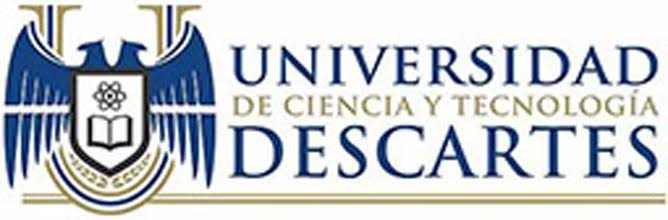 UNIVERSIDAD
DE CIENCIA Y TECNOLOGÍA
DESCARTES